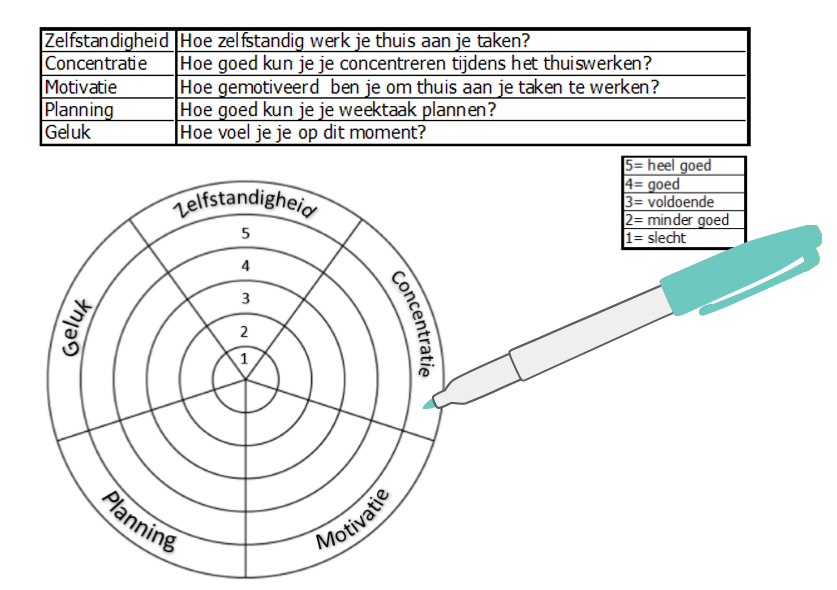 Zelfstandigheid Hoe zelfstandig werk je thuis aan je taken?
Concentratie Hoe goed kun je je concentreren tijdens het thuiswerken?
Motivatie Hoe gemotiveerd  ben je om thuis aan je taken te werken?
Planning Hoe goed kun je je weektaak plannen?
Geluk Hoe voel je je op dit moment?
5= heel goed
4= goed
3= voldoende
2= minder goed
1= slecht
Zelfstandigheid
5
4
3
2
1
Concentratie
Geluk
Planning
Motivatie